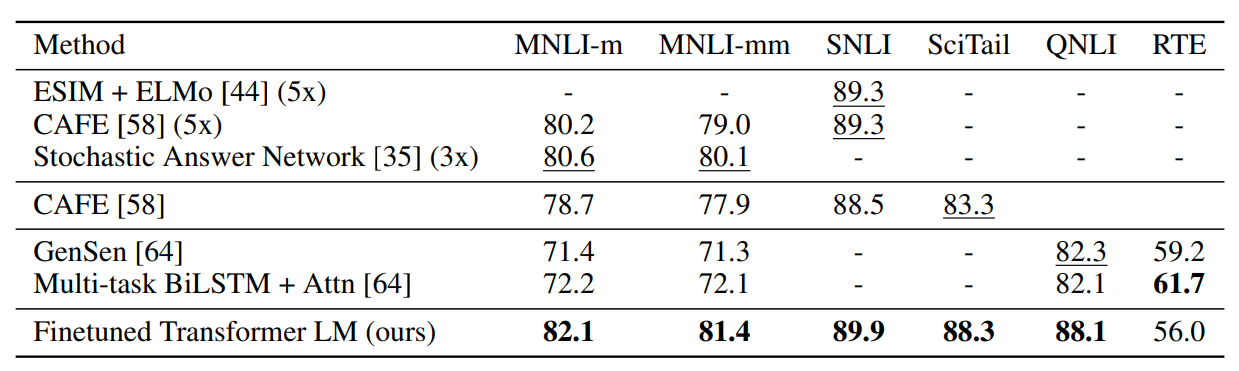 Method MNLI-m MNLI-mm SNLI SciTail QNLI RTE
ESIM + ELMo [44] (5x) - - 89.3 - - -
CAFE [58] (5x) 80.2 79.0 89.3 - - -
Stochastic Answer Network [35] (3x) 80.6 80.1 - - - -
CAFE [58] 78.7 77.9 88.5 83.3
GenSen [64] 71.4 71.3 - - 82.3 59.2
Multi-task BiLSTM + Attn [64] 72.2 72.1 - - 82.1 61.7
Finetuned Transformer LM (ours) 82.1 81.4 89.9 88.3 88.1 56.0